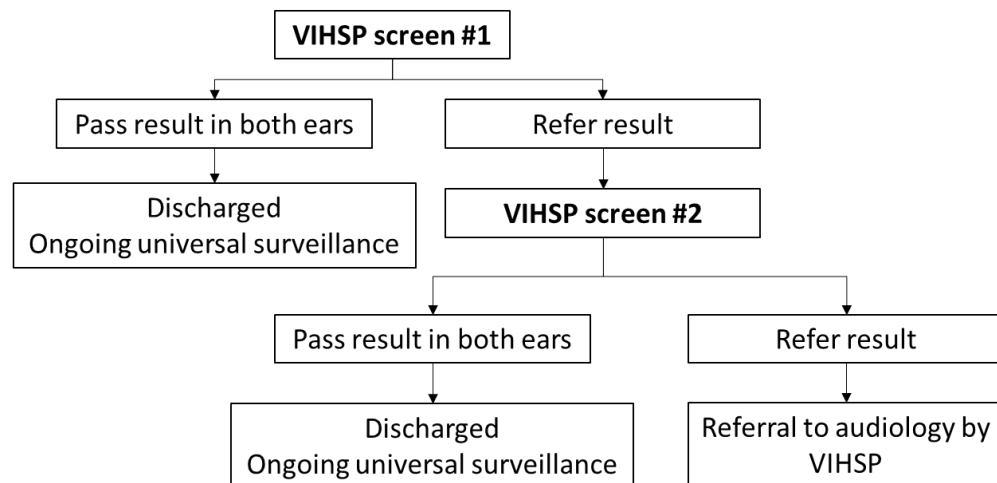 VIHSP screen #1
Pass result in both ears
Refer result
Discharged
Ongoing universal surveillance
VIHSP screen #2
Pass result in both ears
Refer result
Discharged
Ongoing universal surveillance
Referral to audiology by
VIHSP